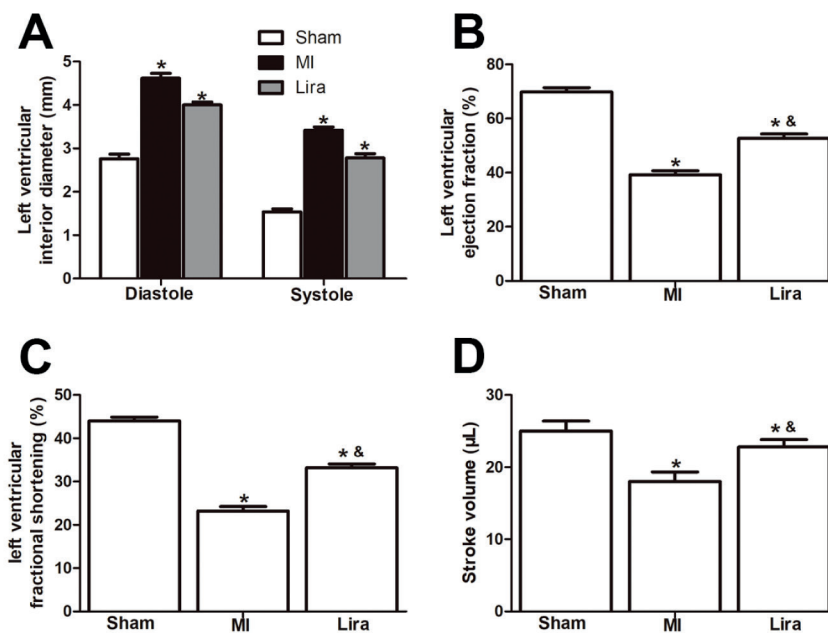 A
Left ventricular
interior diameter (mm)
5
4
3
2
1
0
Sham
MI
Lira
*
*
*
*
Diastole
Systole
B
Left ventricular
ejection fraction (%)
80
60
40
20
0
*
* &
Sham
MI
Lira
C
left ventricular
fractional shortening (%)
50
40
30
20
10
0
*
* &
Sham
MI
Lira
D
Stroke volume (µL)
30
20
10
0
*
* &
Sham
MI
Lira